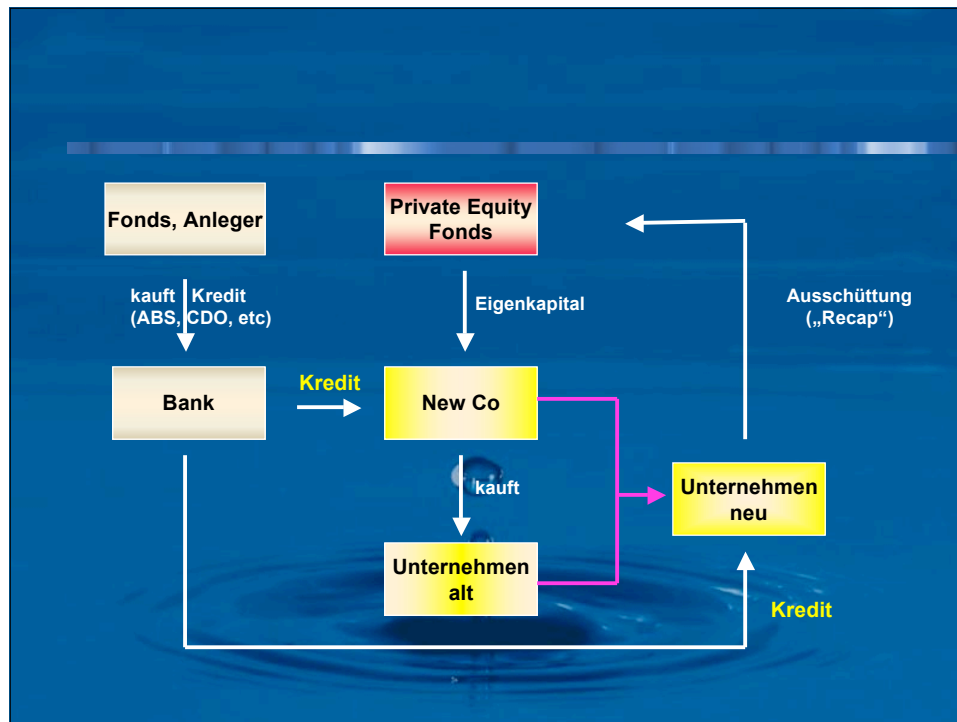 Fonds, Anleger
Private Equity
Fonds
kauft Kredit
(ABS, CDO, etc)
Eigenkapital
Ausschüttung
(„Recap“)
Bank
Kredit
New Co
kauft
Unternehmen
neu
Unternehmen
alt
Kredit